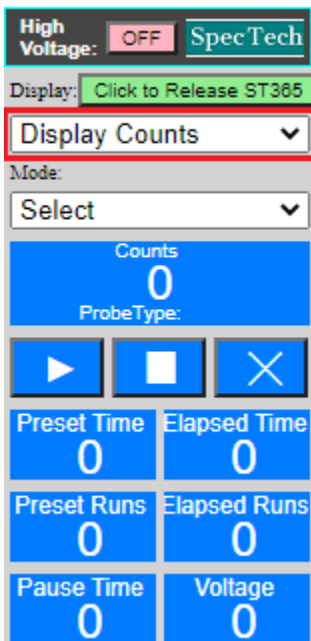 High
Voltage: OFF SpecTech
Display: Click to Release ST365
Display Counts
Mode:
Select
Counts
0
ProbeType:
Preset Time Elapsed Time
0 0
Preset Runs Elapsed Runs
0 0
Pause Time Voltage
0 0